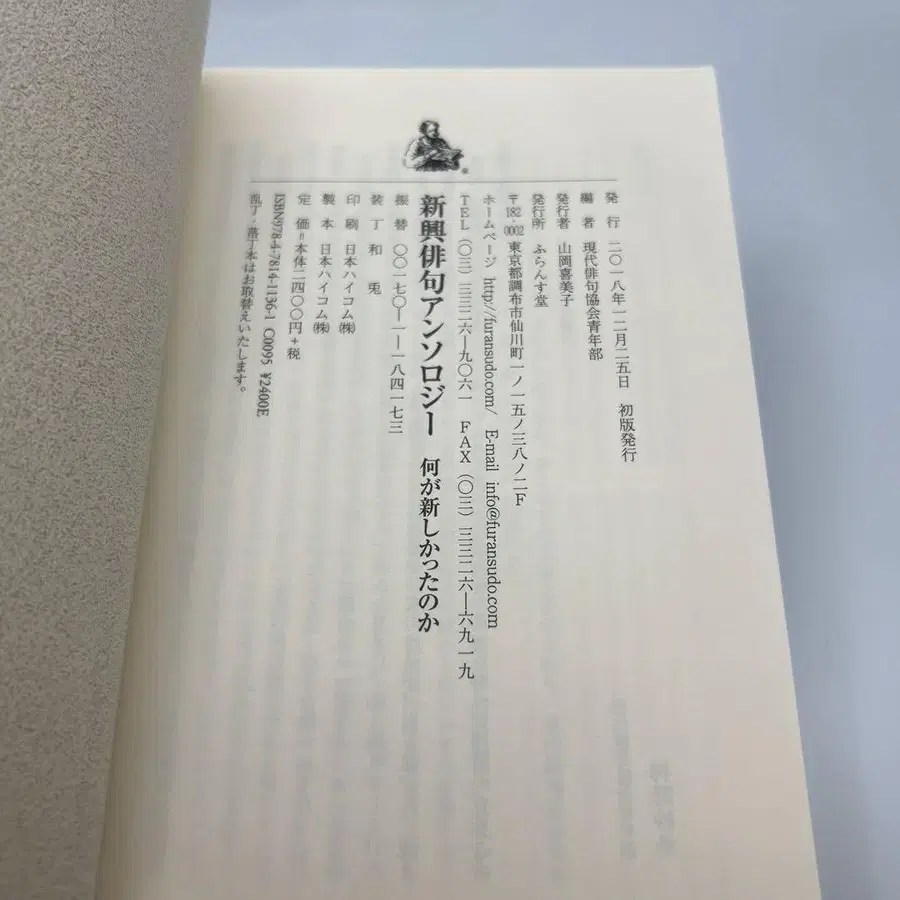 発 行 二〇一八年一二月二五日 初版発行
編 者 現代俳句協会青年部
発行者 山岡喜美子
発行所 ふらんす堂
〒182-0002 東京都調布市仙川町一ノ一五ノ三八ノ二F
ホームページ http://furansudo.com/ E-mail info@furansudo.com
TEL (〇三)三三二六—九〇六一 FAX (〇三)三三二六—六九一九
新興俳句アンソロジー 何が新しかったのか
振 替 〇〇一七〇—一—一八四一七三
装 丁 和 兎
印 刷 日本ハイコム㈱
製 本 日本ハイコム㈱
定 価=本体二四〇〇円+税
ISBN978-4-7814-1136-1 C0095 ¥2400E
乱丁・落丁本はお取替えいたします。